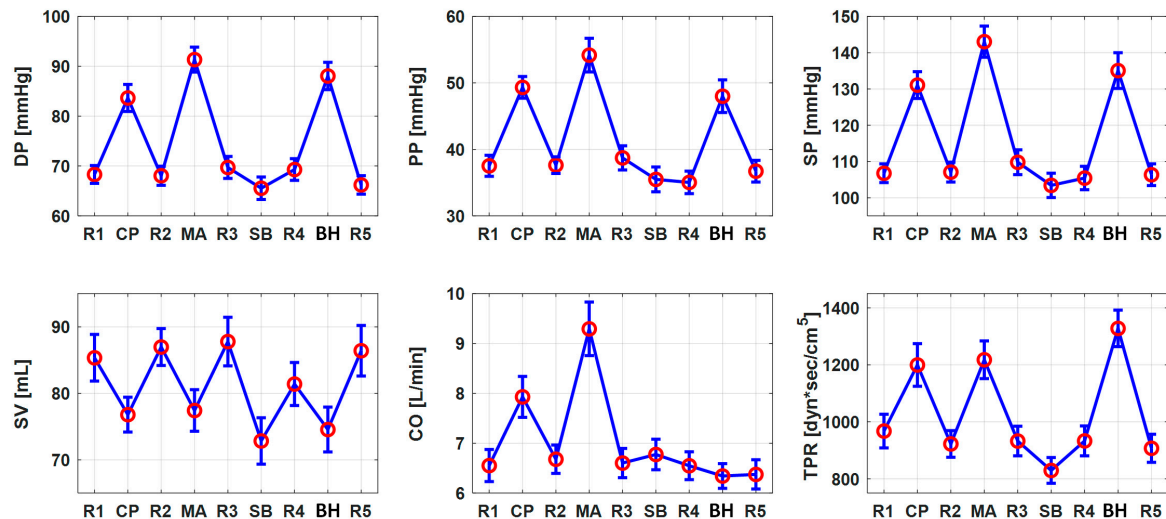 DP [mmHg]
100
90
80
70
60
R1 CP R2 MA R3 SB R4 BH R5
PP [mmHg]
60
50
40
30
R1 CP R2 MA R3 SB R4 BH R5
SP [mmHg]
150
140
130
120
110
100
R1 CP R2 MA R3 SB R4 BH R5
SV [mL]
90
80
70
R1 CP R2 MA R3 SB R4 BH R5
CO [L/min]
10
9
8
7
6
R1 CP R2 MA R3 SB R4 BH R5
TPR [dyn*sec/cm⁵]
1400
1200
1000
800
R1 CP R2 MA R3 SB R4 BH R5